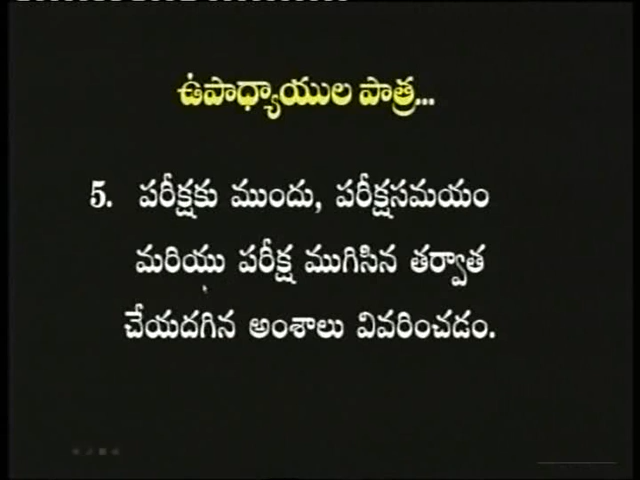 ఉపాధ్యాయుల పాత్ర...
5. పరీక్షకు ముందు, పరీక్షసమయం
మరియు పరీక్ష ముగిసిన తర్వాత
చేయదగిన అంశాలు వివరించడం.